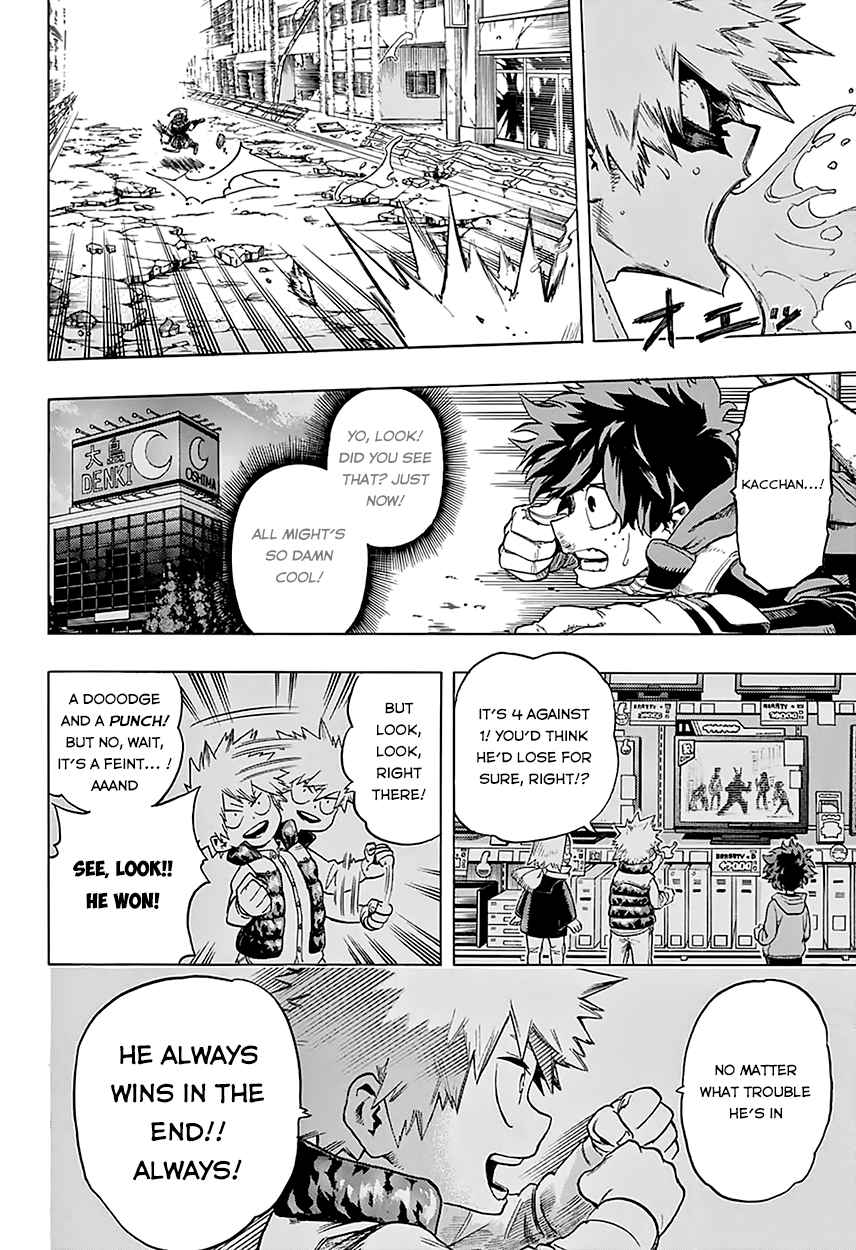 オエッ
KACCHAN...!
YO, LOOK!
DID YOU SEE
THAT? JUST
NOW!
ALL MIGHT'S
SO DAMN
COOL!
大島
DENKI
OSHIMA
IT'S 4 AGAINST
1! YOU'D THINK
HE'D LOSE FOR
SURE, RIGHT!?
BUT
LOOK,
LOOK,
RIGHT
THERE!
A DOOODGE
AND A PUNCH!
BUT NO, WAIT,
IT'S A FEINT... !
AAAND
SEE, LOOK!!
HE WON!
NO MATTER
WHAT TROUBLE
HE'S IN
HE ALWAYS
WINS IN THE
END!!
ALWAYS!